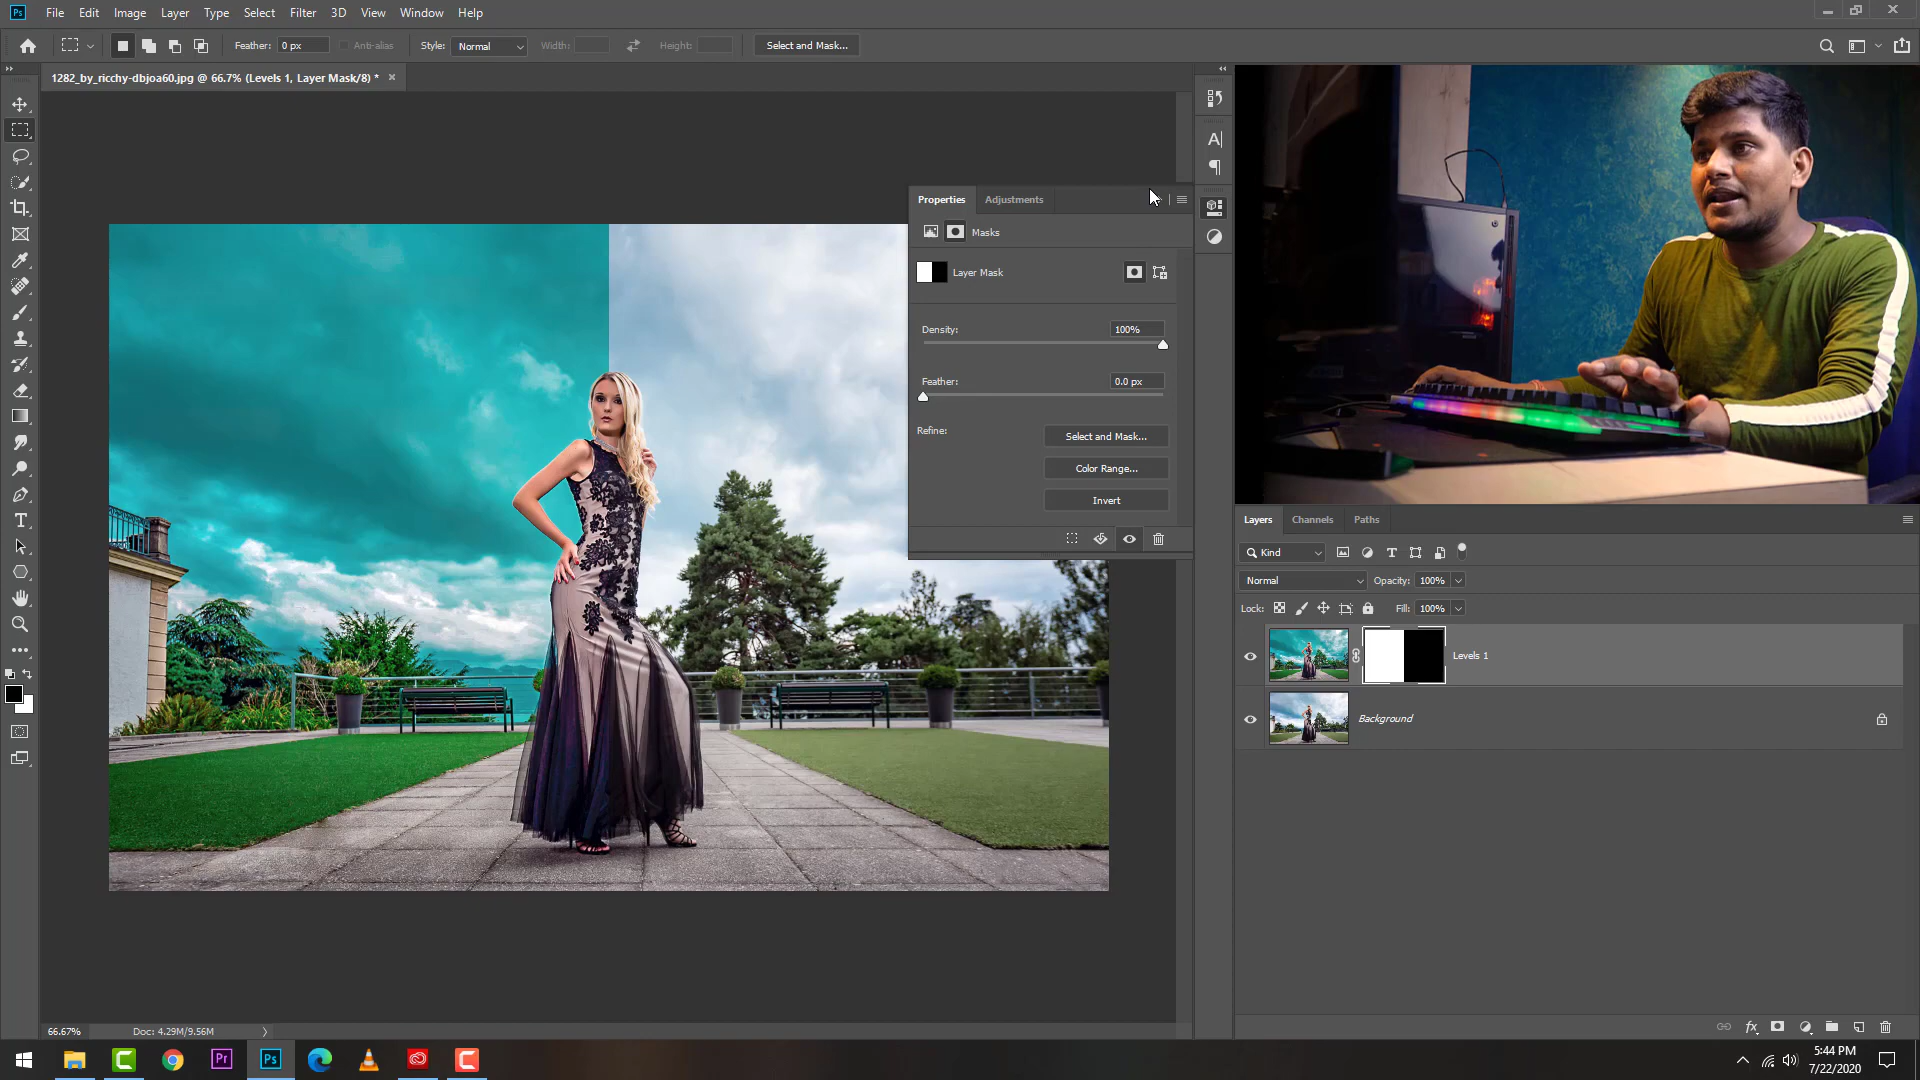 Ps File Edit Image Layer Type Select Filter 3D View Window Help
Feather: 0 px Anti-alias Style: Normal Width: Height: Select and Mask...
1282_by_ricchy-dbjoa60.jpg @ 66.7% (Levels 1, Layer Mask/8) *
Properties Adjustments
Masks
Layer Mask
Density: 100%
Feather: 0.0 px
Refine: Select and Mask...
Color Range...
Invert
Layers Channels Paths
Kind
Normal Opacity: 100%
Lock: Fill: 100%
Levels 1
Background
66.67% Doc: 4.29M/9.56M
Pr Ps
5:44 PM
7/22/2020